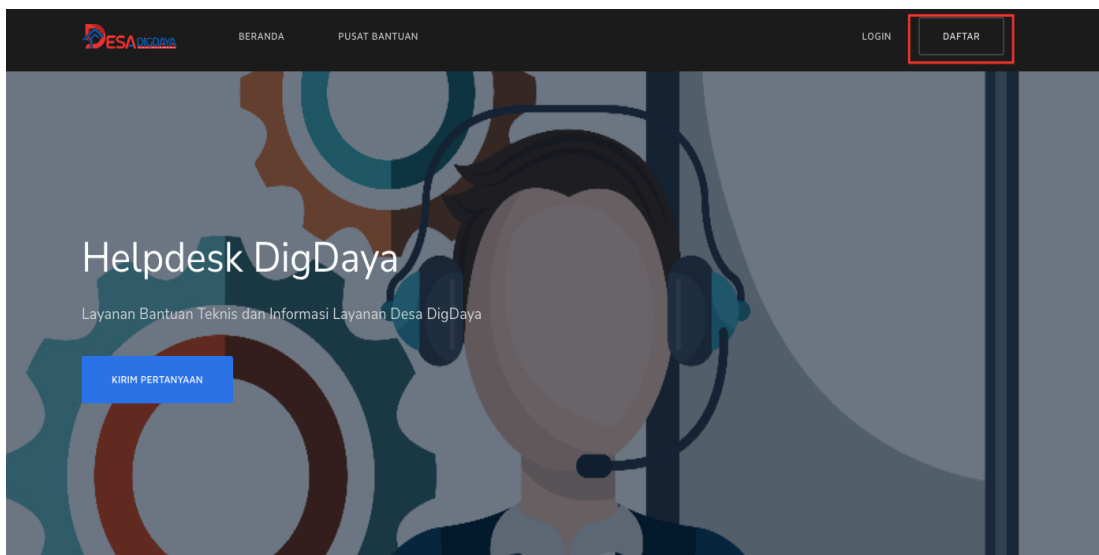 DESA DIGDAYA
BERANDA
PUSAT BANTUAN
LOGIN
DAFTAR
Helpdesk DigDaya
Layanan Bantuan Teknis dan Informasi Layanan Desa DigDaya
KIRIM PERTANYAAN